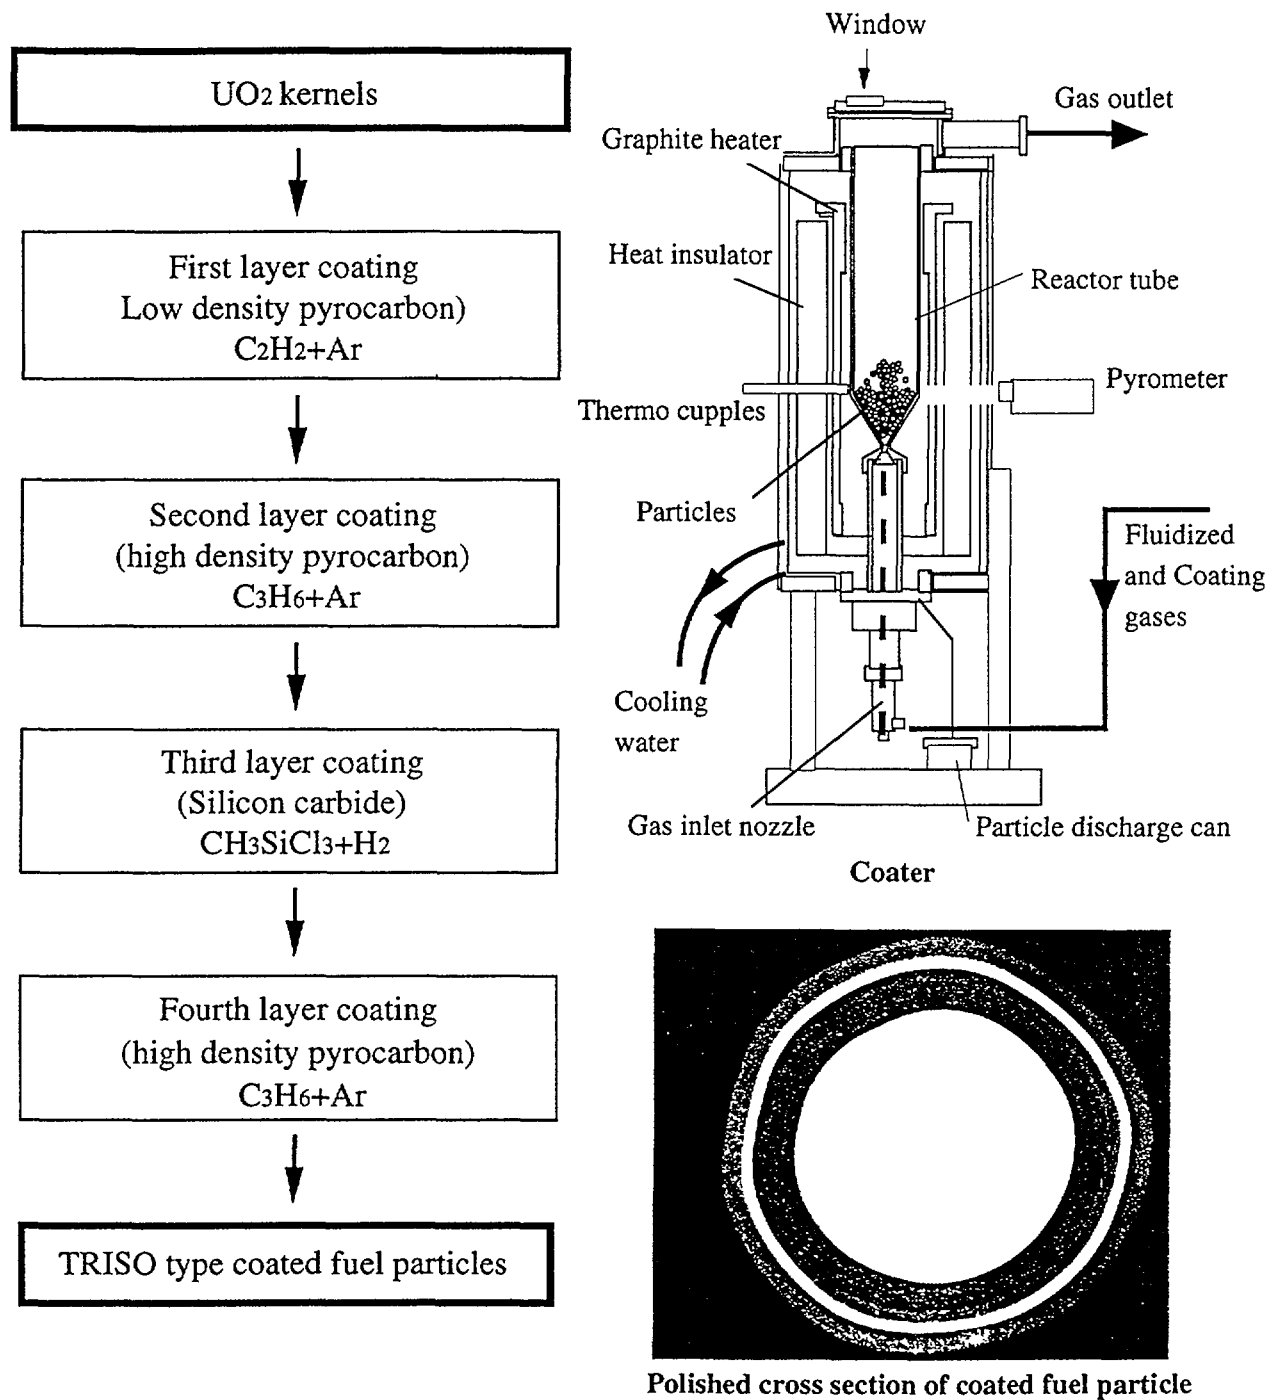 UO2 kernels
First layer coating
Low density pyrocarbon)
C2H2+Ar
Second layer coating
(high density pyrocarbon)
C3H6+Ar
Third layer coating
(Silicon carbide)
CH3SiCl3+H2
Fourth layer coating
(high density pyrocarbon)
C3H6+Ar
TRISO type coated fuel particles
Window
Gas outlet
Graphite heater
Heat insulator
Reactor tube
Pyrometer
Thermo cupples
Particles
Fluidized
and Coating
gases
Cooling
water
Gas inlet nozzle
Particle discharge can
Coater
Polished cross section of coated fuel particle